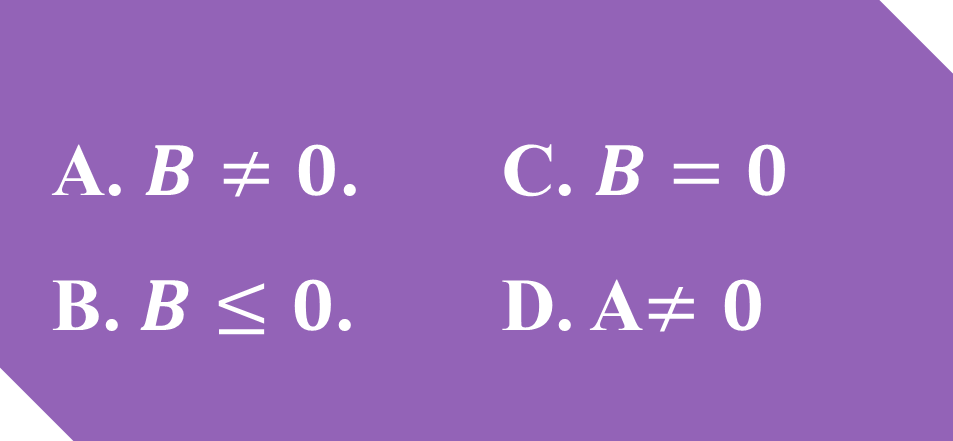 A. B ≠ 0. C. B = 0
B. B ≤ 0. D. A≠ 0